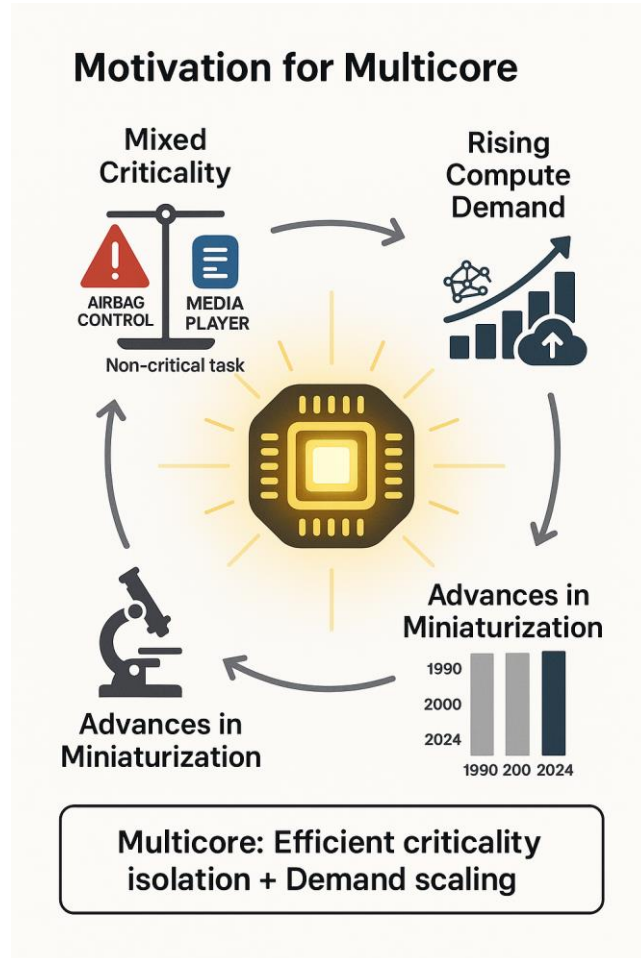 Motivation for Multicore
Mixed
Criticality
AIRBAG
CONTROL
MEDIA
PLAYER
Non-critical task
Rising
Compute
Demand
Advances in
Miniaturization
1990
2000
2024
1990 200 2024
Advances in
Miniaturization
Multicore: Efficient criticality
isolation + Demand scaling